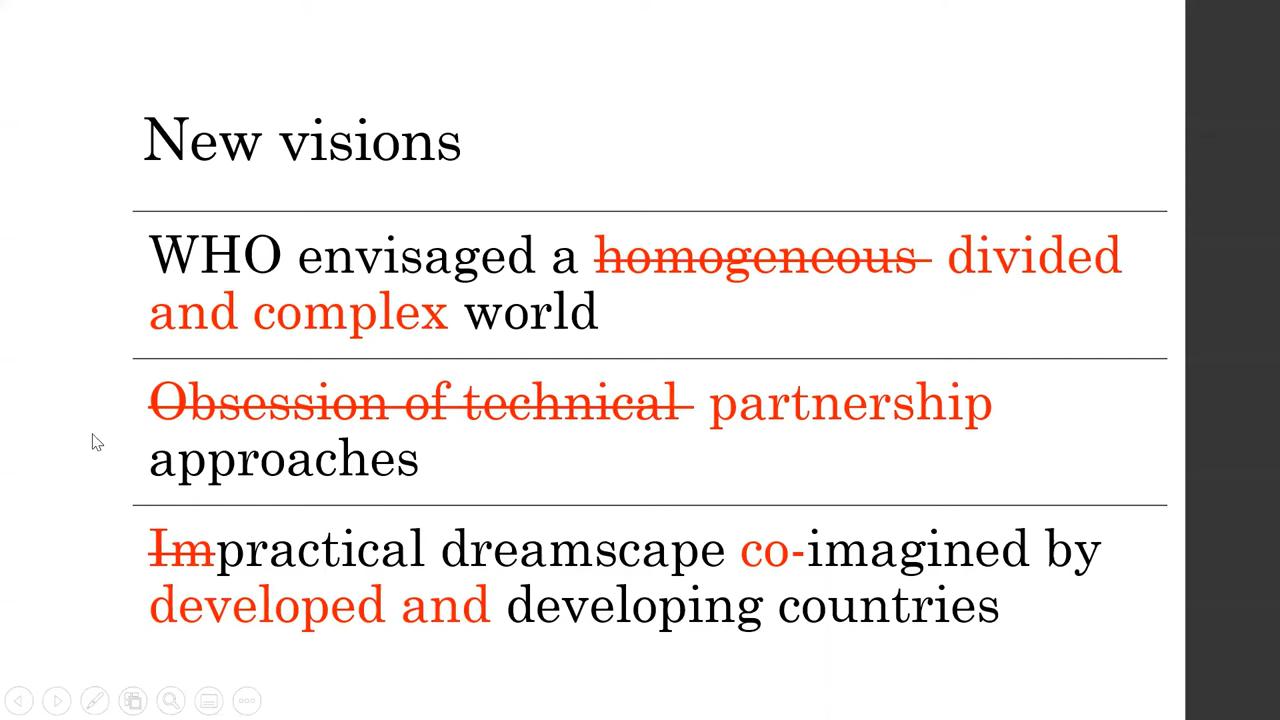 New visions
WHO envisaged a homogeneous divided
and complex world
Obsession of technical partnership
approaches
Impractical dreamscape co-imagined by
developed and developing countries